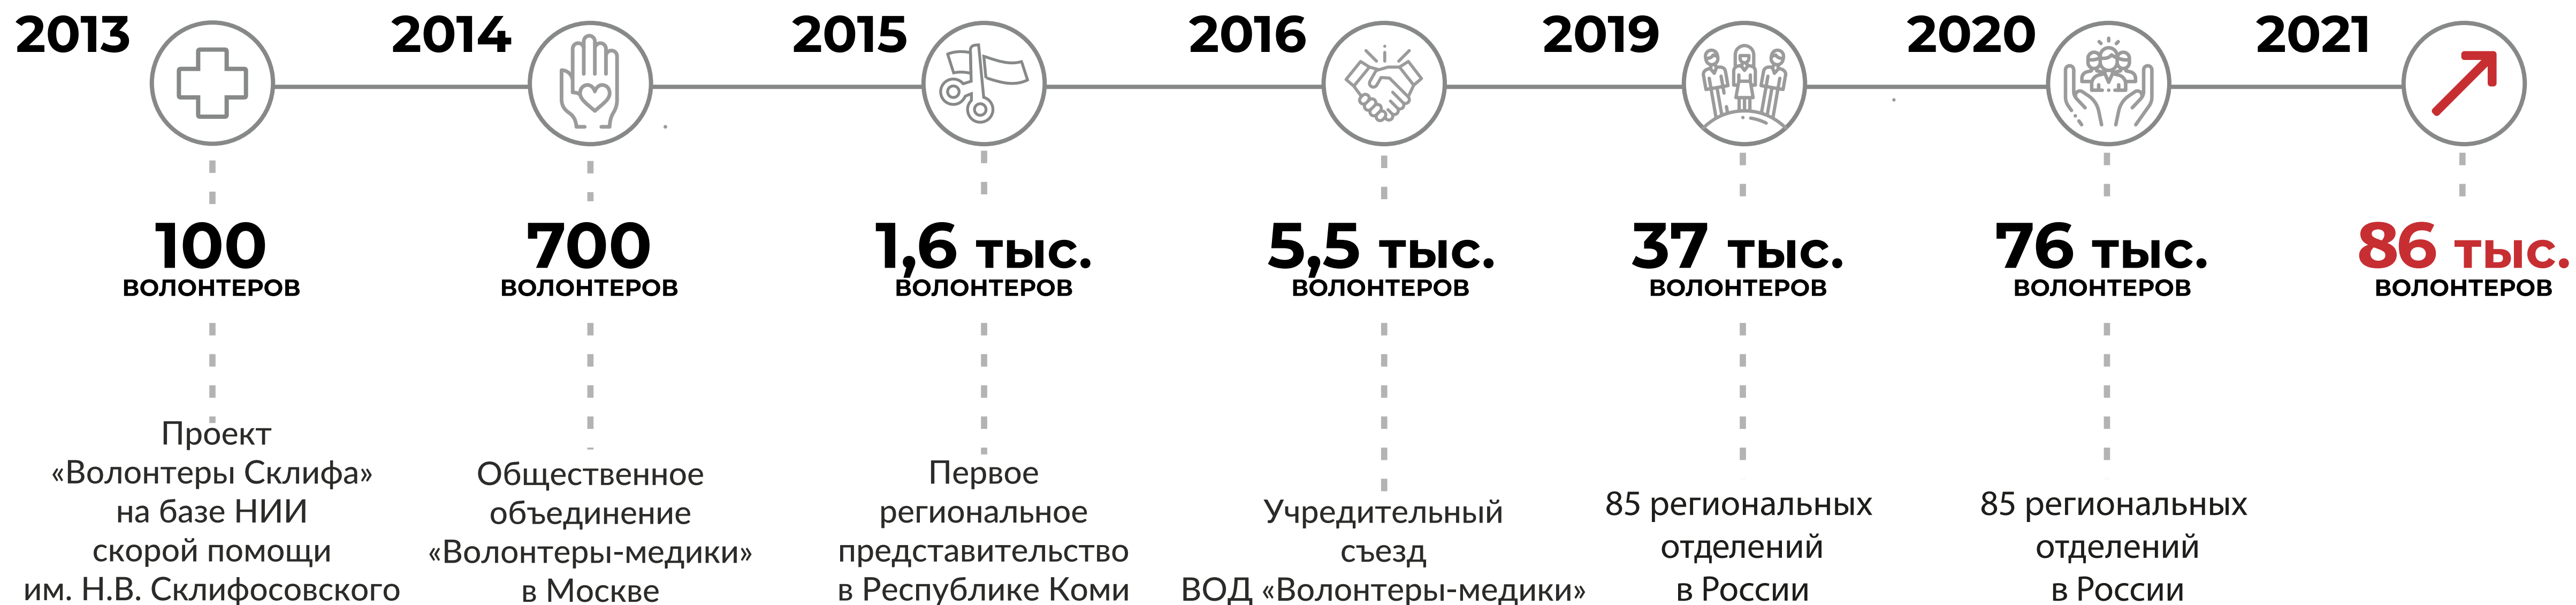 2013
100
ВОЛОНТЕРОВ
Проект
«Волонтеры Склифа»
на базе НИИ
скорой помощи
им. Н.В. Склифосовского
2014
700
ВОЛОНТЕРОВ
Общественное
объединение
«Волонтеры-медики»
в Москве
2015
1,6 тыс.
ВОЛОНТЕРОВ
Первое
региональное
представительство
в Республике Коми
2016
5,5 тыс.
ВОЛОНТЕРОВ
Учредительный
съезд
ВОД «Волонтеры-медики»
2019
37 тыс.
ВОЛОНТЕРОВ
85 региональных
отделений
в России
2020
76 тыс.
ВОЛОНТЕРОВ
85 региональных
отделений
в России
2021
86 тыс.
ВОЛОНТЕРОВ